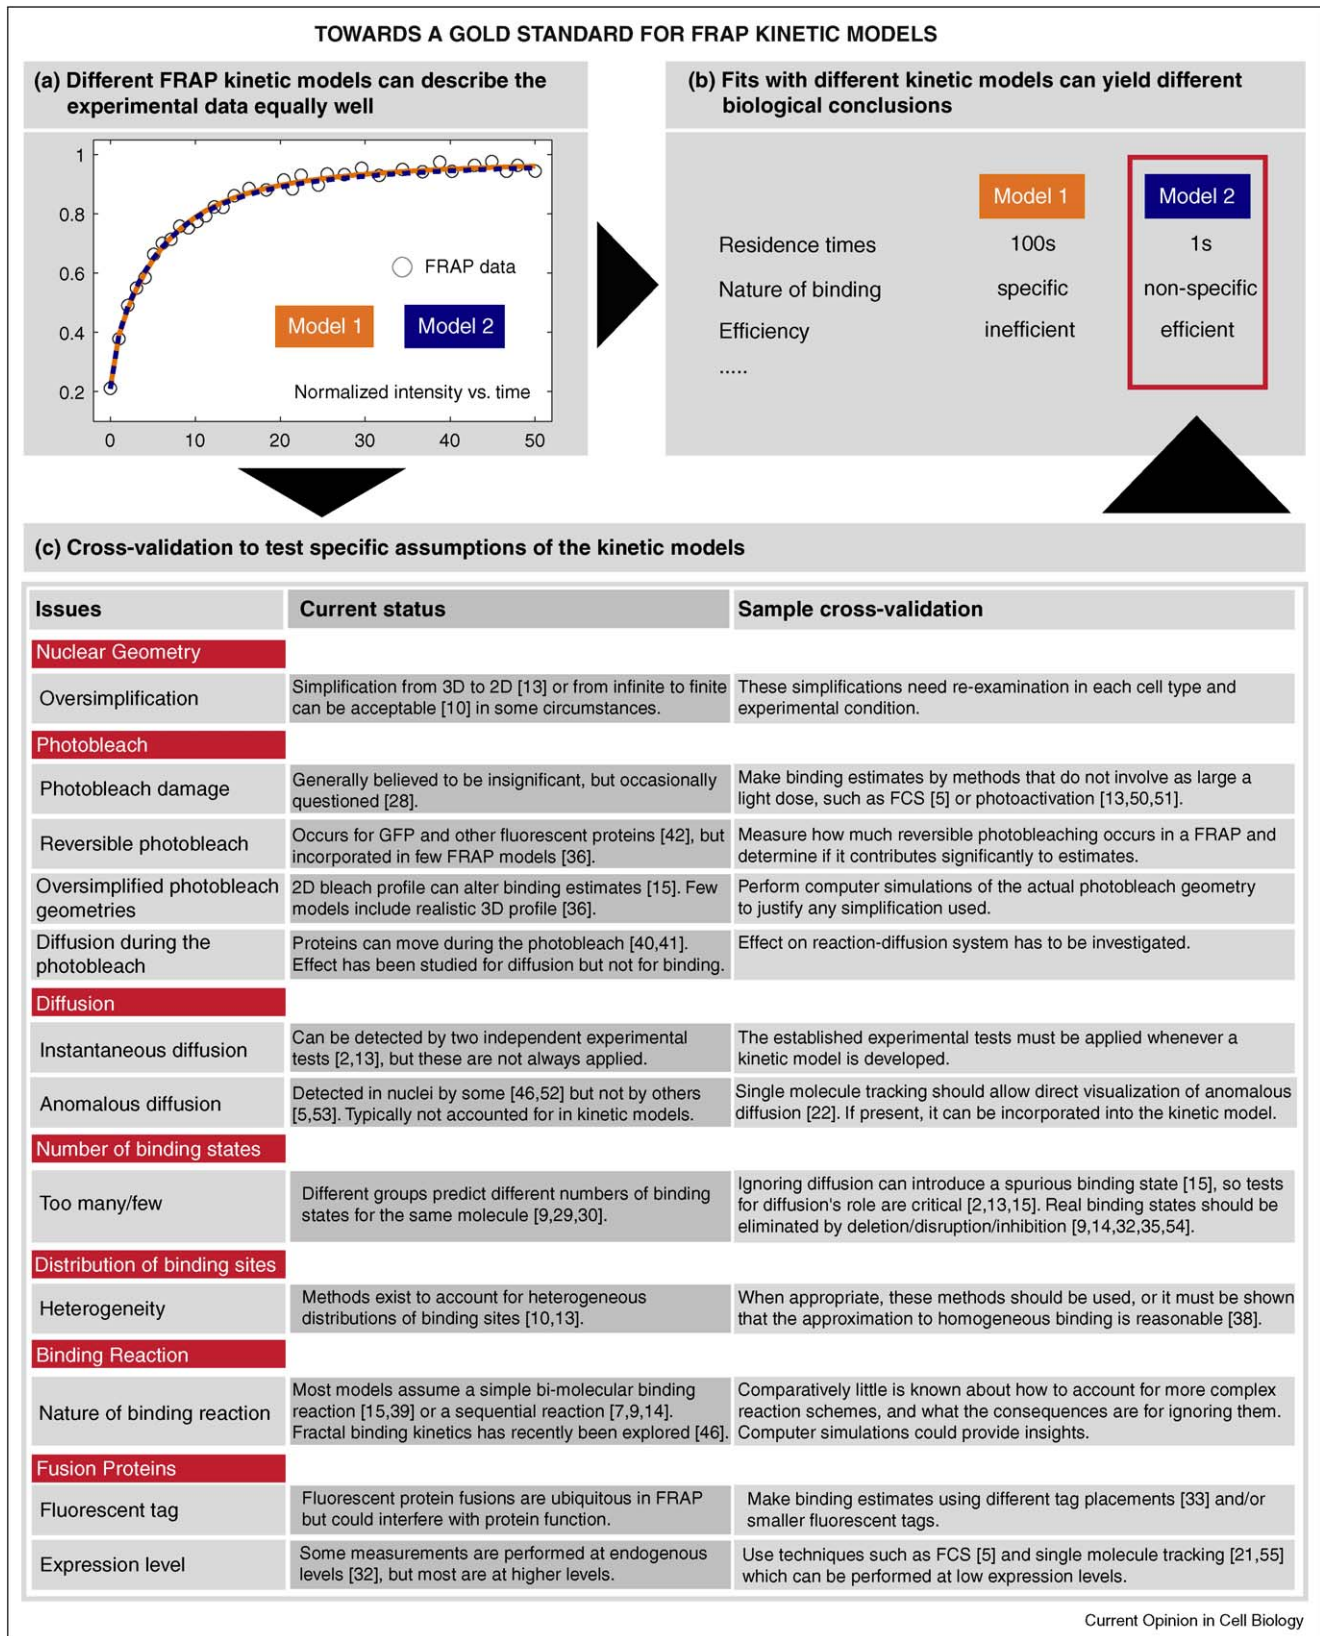 TOWARDS A GOLD STANDARD FOR FRAP KINETIC MODELS
(a) Different FRAP kinetic models can describe the
experimental data equally well
1
0.8
0.6
0.4
0.2
0 10 20 30 40 50
FRAP data
Model 1 Model 2
Normalized intensity vs. time
(b) Fits with different kinetic models can yield different
biological conclusions
Model 1 Model 2
Residence times 100s 1s
Nature of binding specific non-specific
Efficiency inefficient efficient
.....
(c) Cross-validation to test specific assumptions of the kinetic models
Issues Current status Sample cross-validation
Nuclear Geometry
Oversimplification
Simplification from 3D to 2D [13] or from infinite to finite
can be acceptable [10] in some circumstances.
These simplifications need re-examination in each cell type and
experimental condition.
Photobleach
Photobleach damage
Generally believed to be insignificant, but occasionally
questioned [28].
Make binding estimates by methods that do not involve as large a
light dose, such as FCS [5] or photoactivation [13,50,51].
Reversible photobleach
Occurs for GFP and other fluorescent proteins [42], but
incorporated in few FRAP models [36].
Measure how much reversible photobleaching occurs in a FRAP and
determine if it contributes significantly to estimates.
Oversimplified photobleach
geometries
2D bleach profile can alter binding estimates [15]. Few
models include realistic 3D profile [36].
Perform computer simulations of the actual photobleach geometry
to justify any simplification used.
Diffusion during the
photobleach
Proteins can move during the photobleach [40,41].
Effect has been studied for diffusion but not for binding.
Effect on reaction-diffusion system has to be investigated.
Diffusion
Instantaneous diffusion
Can be detected by two independent experimental
tests [2,13], but these are not always applied.
The established experimental tests must be applied whenever a
kinetic model is developed.
Anomalous diffusion
Detected in nuclei by some [46,52] but not by others
[5,53]. Typically not accounted for in kinetic models.
Single molecule tracking should allow direct visualization of anomalous
diffusion [22]. If present, it can be incorporated into the kinetic model.
Number of binding states
Too many/few
Different groups predict different numbers of binding
states for the same molecule [9,29,30].
Ignoring diffusion can introduce a spurious binding state [15], so tests
for diffusion's role are critical [2,13,15]. Real binding states should be
eliminated by deletion/disruption/inhibition [9,14,32,35,54].
Distribution of binding sites
Heterogeneity
Methods exist to account for heterogeneous
distributions of binding sites [10,13].
When appropriate, these methods should be used, or it must be shown
that the approximation to homogeneous binding is reasonable [38].
Binding Reaction
Nature of binding reaction
Most models assume a simple bi-molecular binding
reaction [15,39] or a sequential reaction [7,9,14].
Fractal binding kinetics has recently been explored [46].
Comparatively little is known about how to account for more complex
reaction schemes, and what the consequences are for ignoring them.
Computer simulations could provide insights.
Fusion Proteins
Fluorescent tag
Fluorescent protein fusions are ubiquitous in FRAP
but could interfere with protein function.
Make binding estimates using different tag placements [33] and/or
smaller fluorescent tags.
Expression level
Some measurements are performed at endogenous
levels [32], but most are at higher levels.
Use techniques such as FCS [5] and single molecule tracking [21,55]
which can be performed at low expression levels.
Current Opinion in Cell Biology